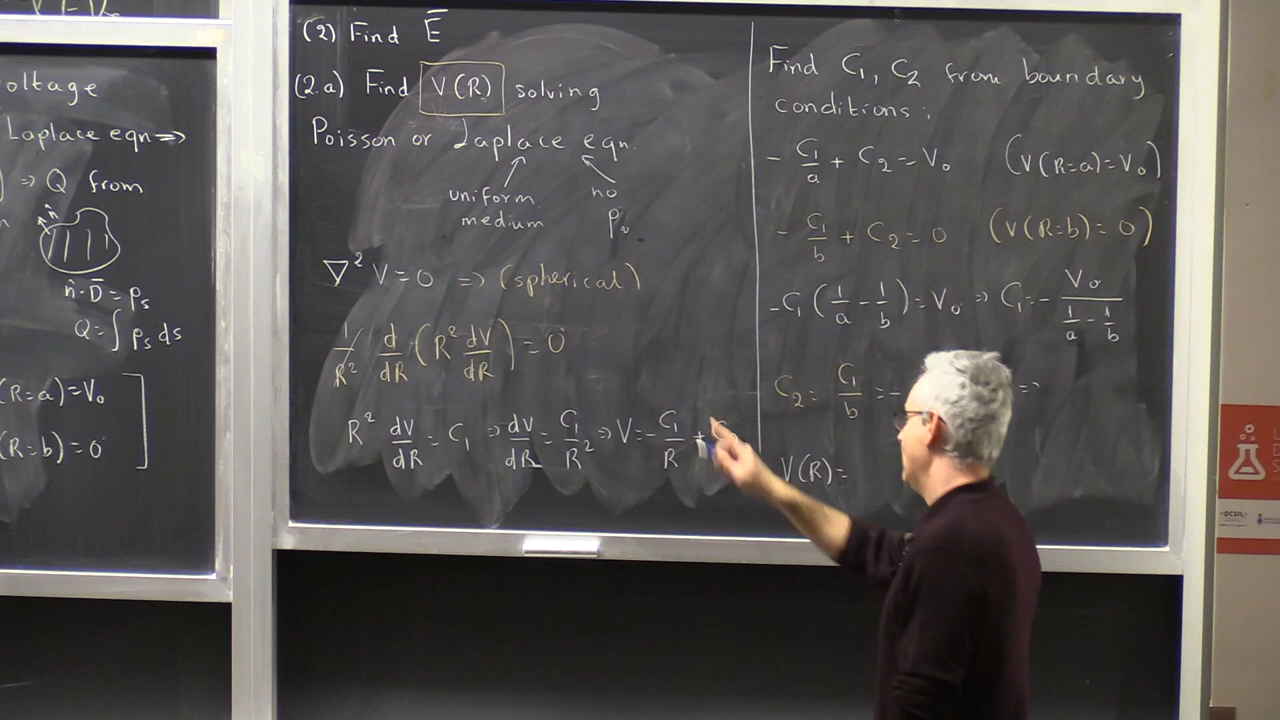 oltage
Laplace eqn ⇒
) ⇒ Q from
n̂
n̂·D̄ = ρs
Q = ∫ ρs ds
(R=a) = V₀
(R=b) = 0
(2) Find Ē
(2.a) Find V(R) solving
Poisson or Laplace eqn.
uniform medium
no ρv
∇² V = 0 ⇒ (spherical)
1/R² d/dR (R² dV/dR) = 0
R² dV/dR = C₁ ⇒ dV/dR = C₁/R² ⇒ V = - C₁/R +
Find C₁, C₂ from boundary
conditions:
- C₁/a + C₂ = V₀ (V(R=a) = V₀)
- C₁/b + C₂ = 0 (V(R=b) = 0)
-C₁ (1/a - 1/b) = V₀ ⇒ C₁ = - V₀/(1/a - 1/b)
C₂ = C₁/b = - ⇒
V(R) =
DCSIL